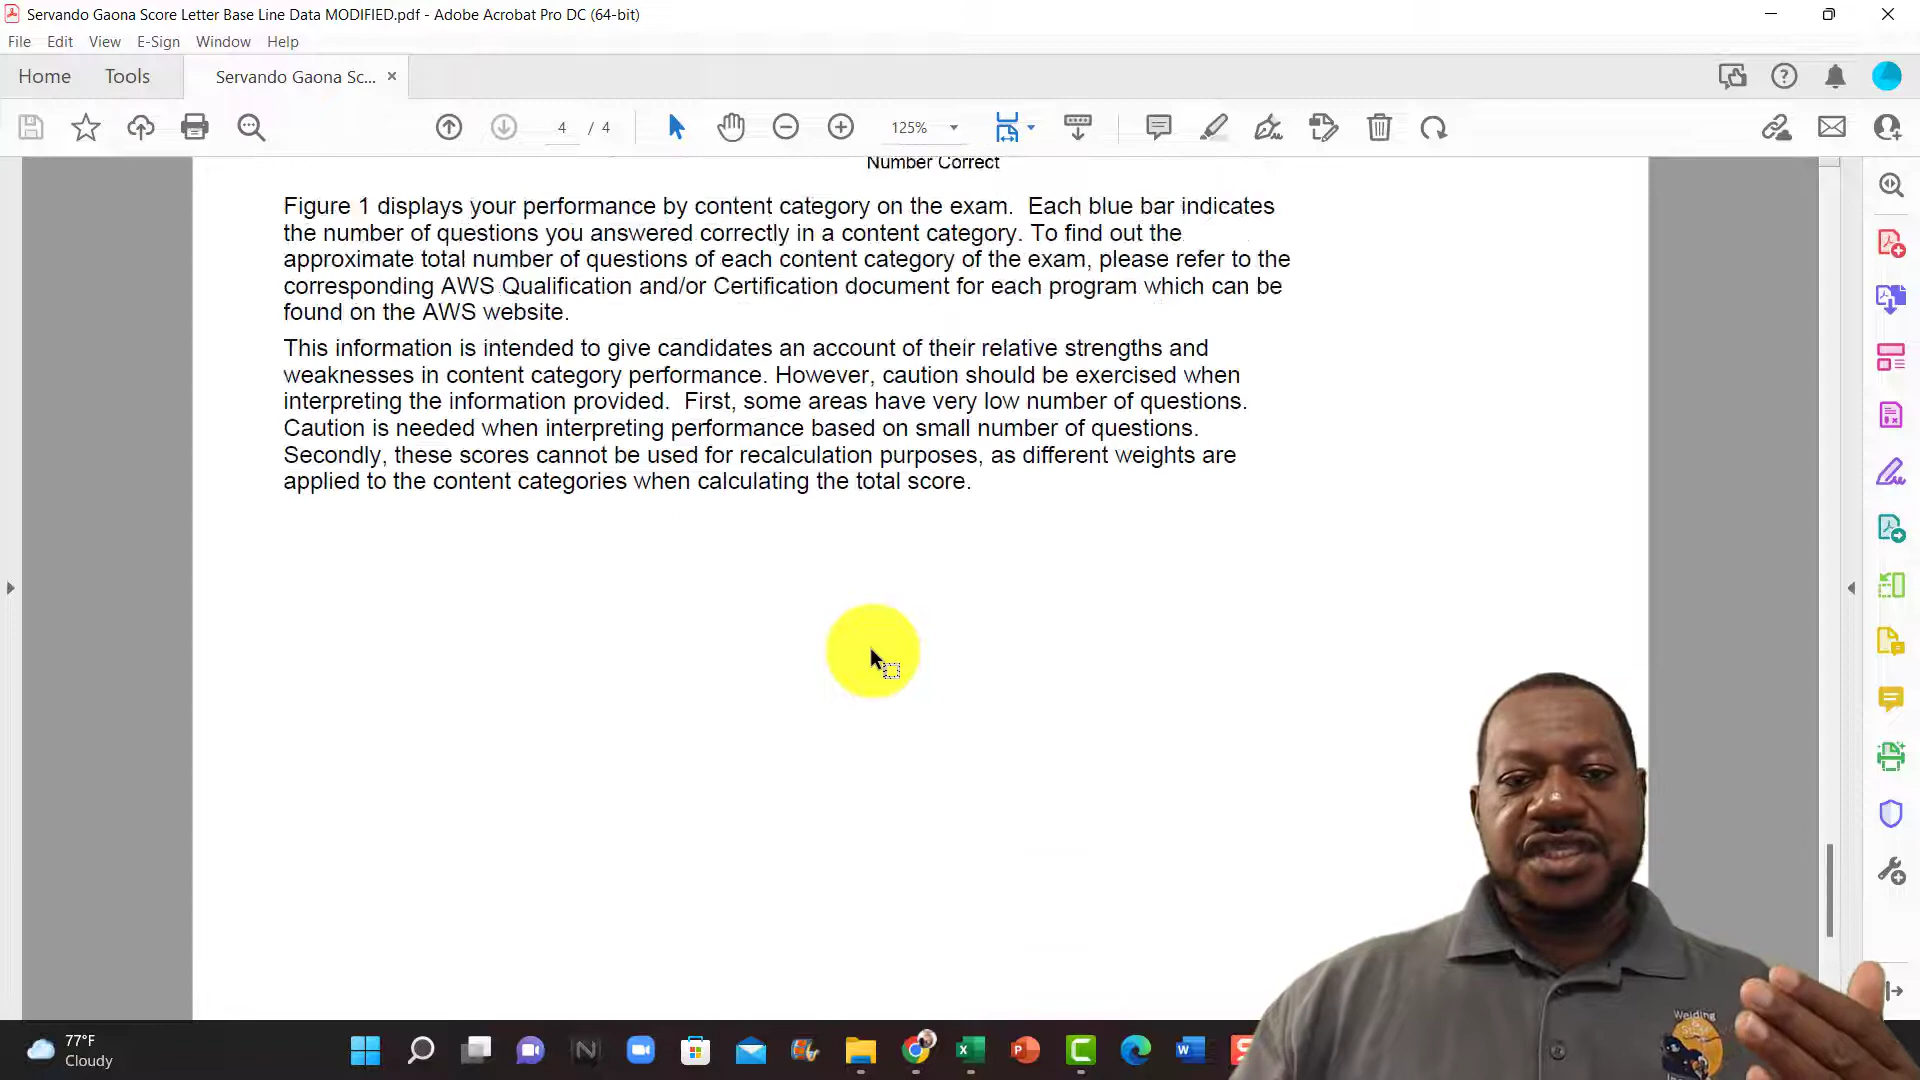 Servando Gaona Score Letter Base Line Data MODIFIED.pdf - Adobe Acrobat Pro DC (64-bit)
File Edit View E-Sign Window Help
Home Tools Servando Gaona Sc... ×
4 / 4 125%
Number Correct
Figure 1 displays your performance by content category on the exam. Each blue bar indicates
the number of questions you answered correctly in a content category. To find out the
approximate total number of questions of each content category of the exam, please refer to the
corresponding AWS Qualification and/or Certification document for each program which can be
found on the AWS website.
This information is intended to give candidates an account of their relative strengths and
weaknesses in content category performance. However, caution should be exercised when
interpreting the information provided. First, some areas have very low number of questions.
Caution is needed when interpreting performance based on small number of questions.
Secondly, these scores cannot be used for recalculation purposes, as different weights are
applied to the content categories when calculating the total score.
Welding
77°F
Cloudy